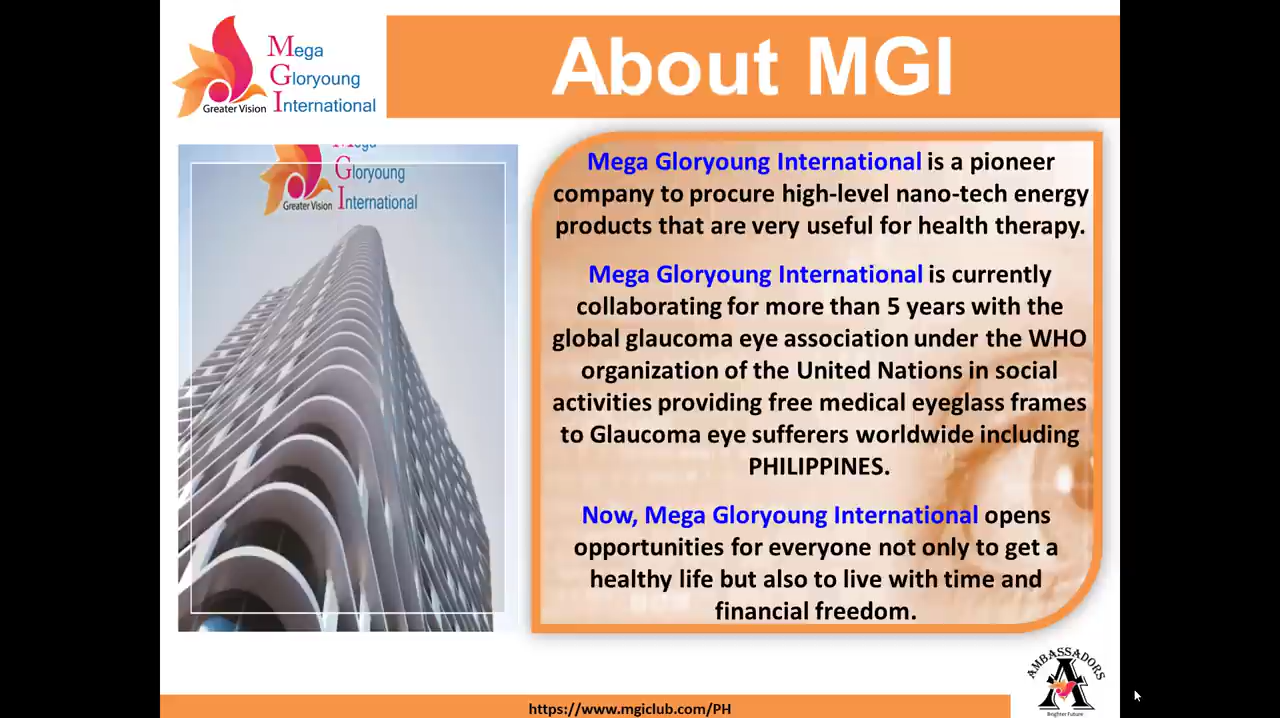 Mega
Gloryoung
International
Greater Vision
About MGI
Gloryoung
International
Greater Vision
Mega Gloryoung International is a pioneer
company to procure high-level nano-tech energy
products that are very useful for health therapy.
Mega Gloryoung International is currently
collaborating for more than 5 years with the
global glaucoma eye association under the WHO
organization of the United Nations in social
activities providing free medical eyeglass frames
to Glaucoma eye sufferers worldwide including
PHILIPPINES.
Now, Mega Gloryoung International opens
opportunities for everyone not only to get a
healthy life but also to live with time and
financial freedom.
AMBASSADORS
A
Brighter Future
https://www.mgiclub.com/PH